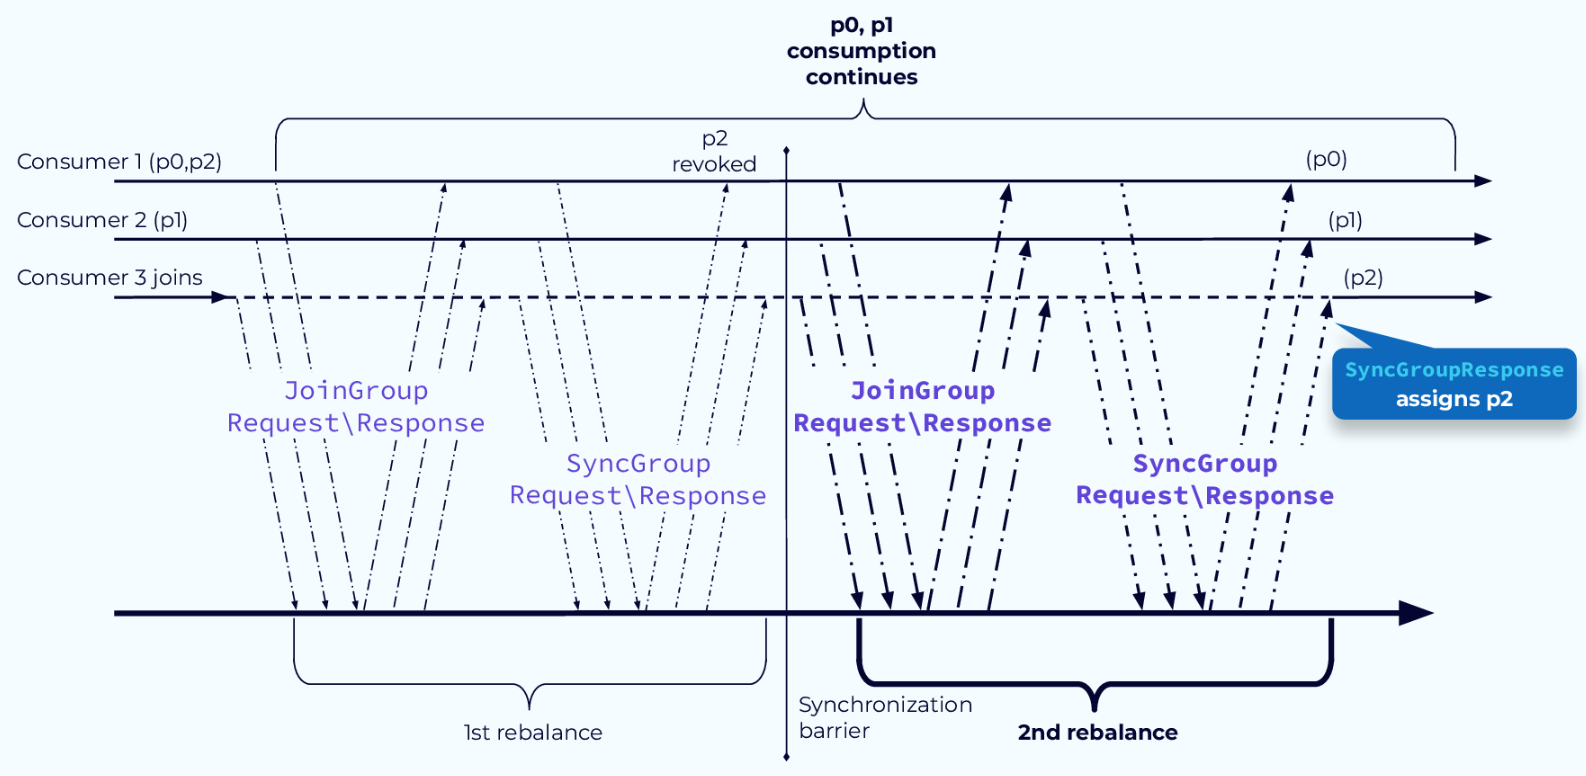 p0, p1
consumption
continues
p2
revoked
Consumer 1 (p0,p2)
(p0)
Consumer 2 (p1)
(p1)
Consumer 3 joins
(p2)
SyncGroupResponse
assigns p2
JoinGroup
Request\Response
SyncGroup
Request\Response
JoinGroup
Request\Response
SyncGroup
Request\Response
1st rebalance
Synchronization
barrier
2nd rebalance